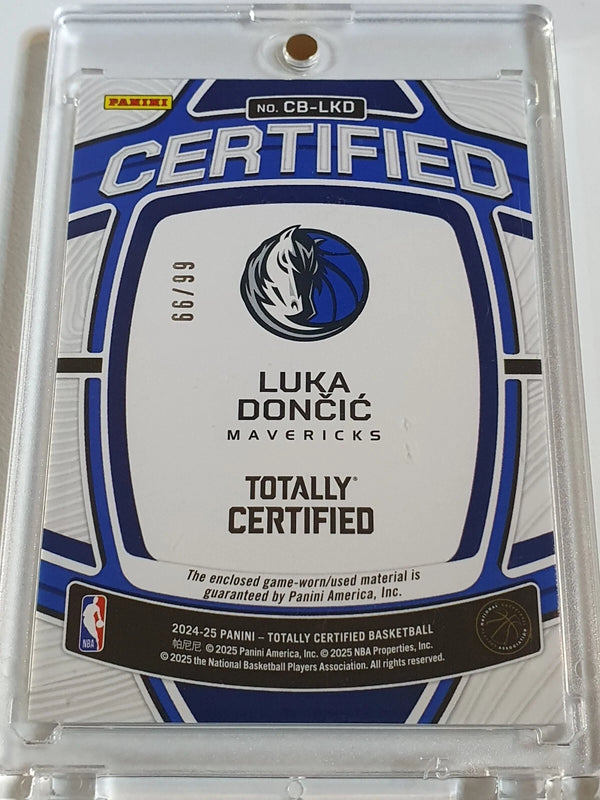 PANINI
NO. CB-LKD
CERTIFIED
66/99
LUKA
DONČIĆ
MAVERICKS
TOTALLY®
CERTIFIED
The enclosed game-worn/used material is
guaranteed by Panini America, Inc.
2024-25 PANINI – TOTALLY CERTIFIED BASKETBALL
帕尼尼 © 2025 Panini America, Inc. © 2025 NBA Properties, Inc.
© 2025 the National Basketball Players Association. All rights reserved.
NBA